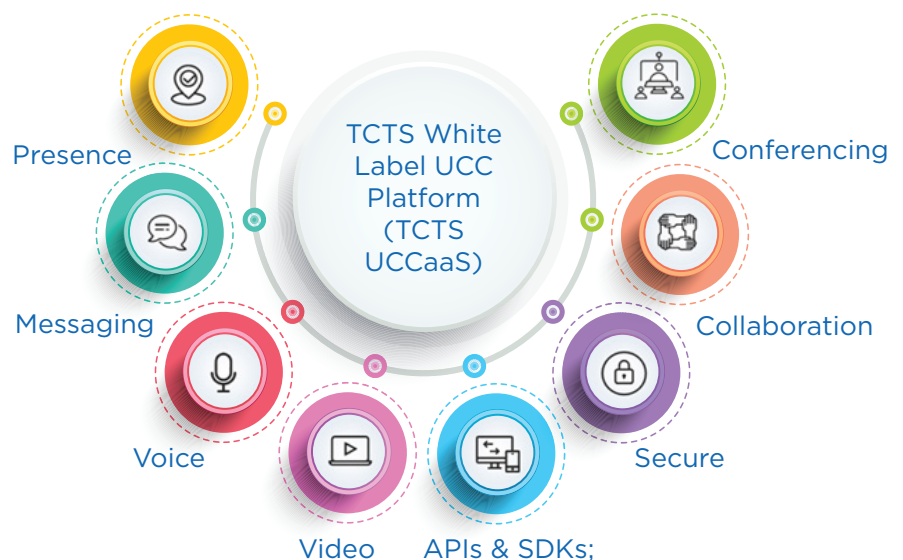 TCTS White
Label UCC
Platform
(TCTS
UCCaaS)
Presence
Messaging
Voice
Video
APIs & SDKs;
Secure
Collaboration
Conferencing